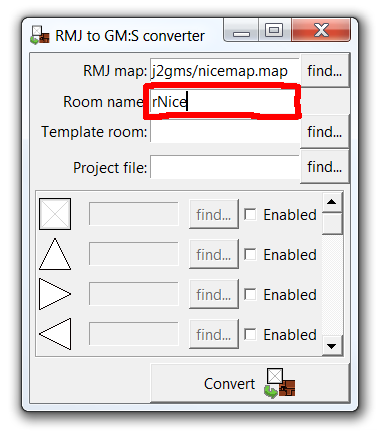 RMJ to GM:S converter
RMJ map: j2gms/nicemap.map find...
Room name: rNice
Template room: find...
Project file: find...
find... Enabled
find... Enabled
find... Enabled
find... Enabled
Convert